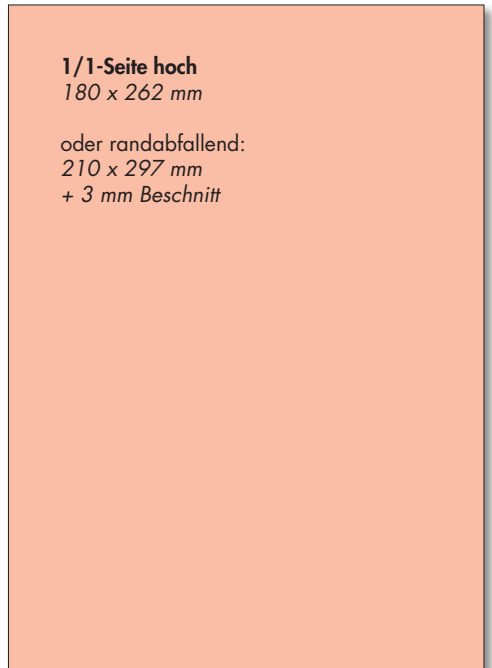 1/1-Seite hoch
180 x 262 mm
oder randabfallend:
210 x 297 mm
+ 3 mm Beschnitt